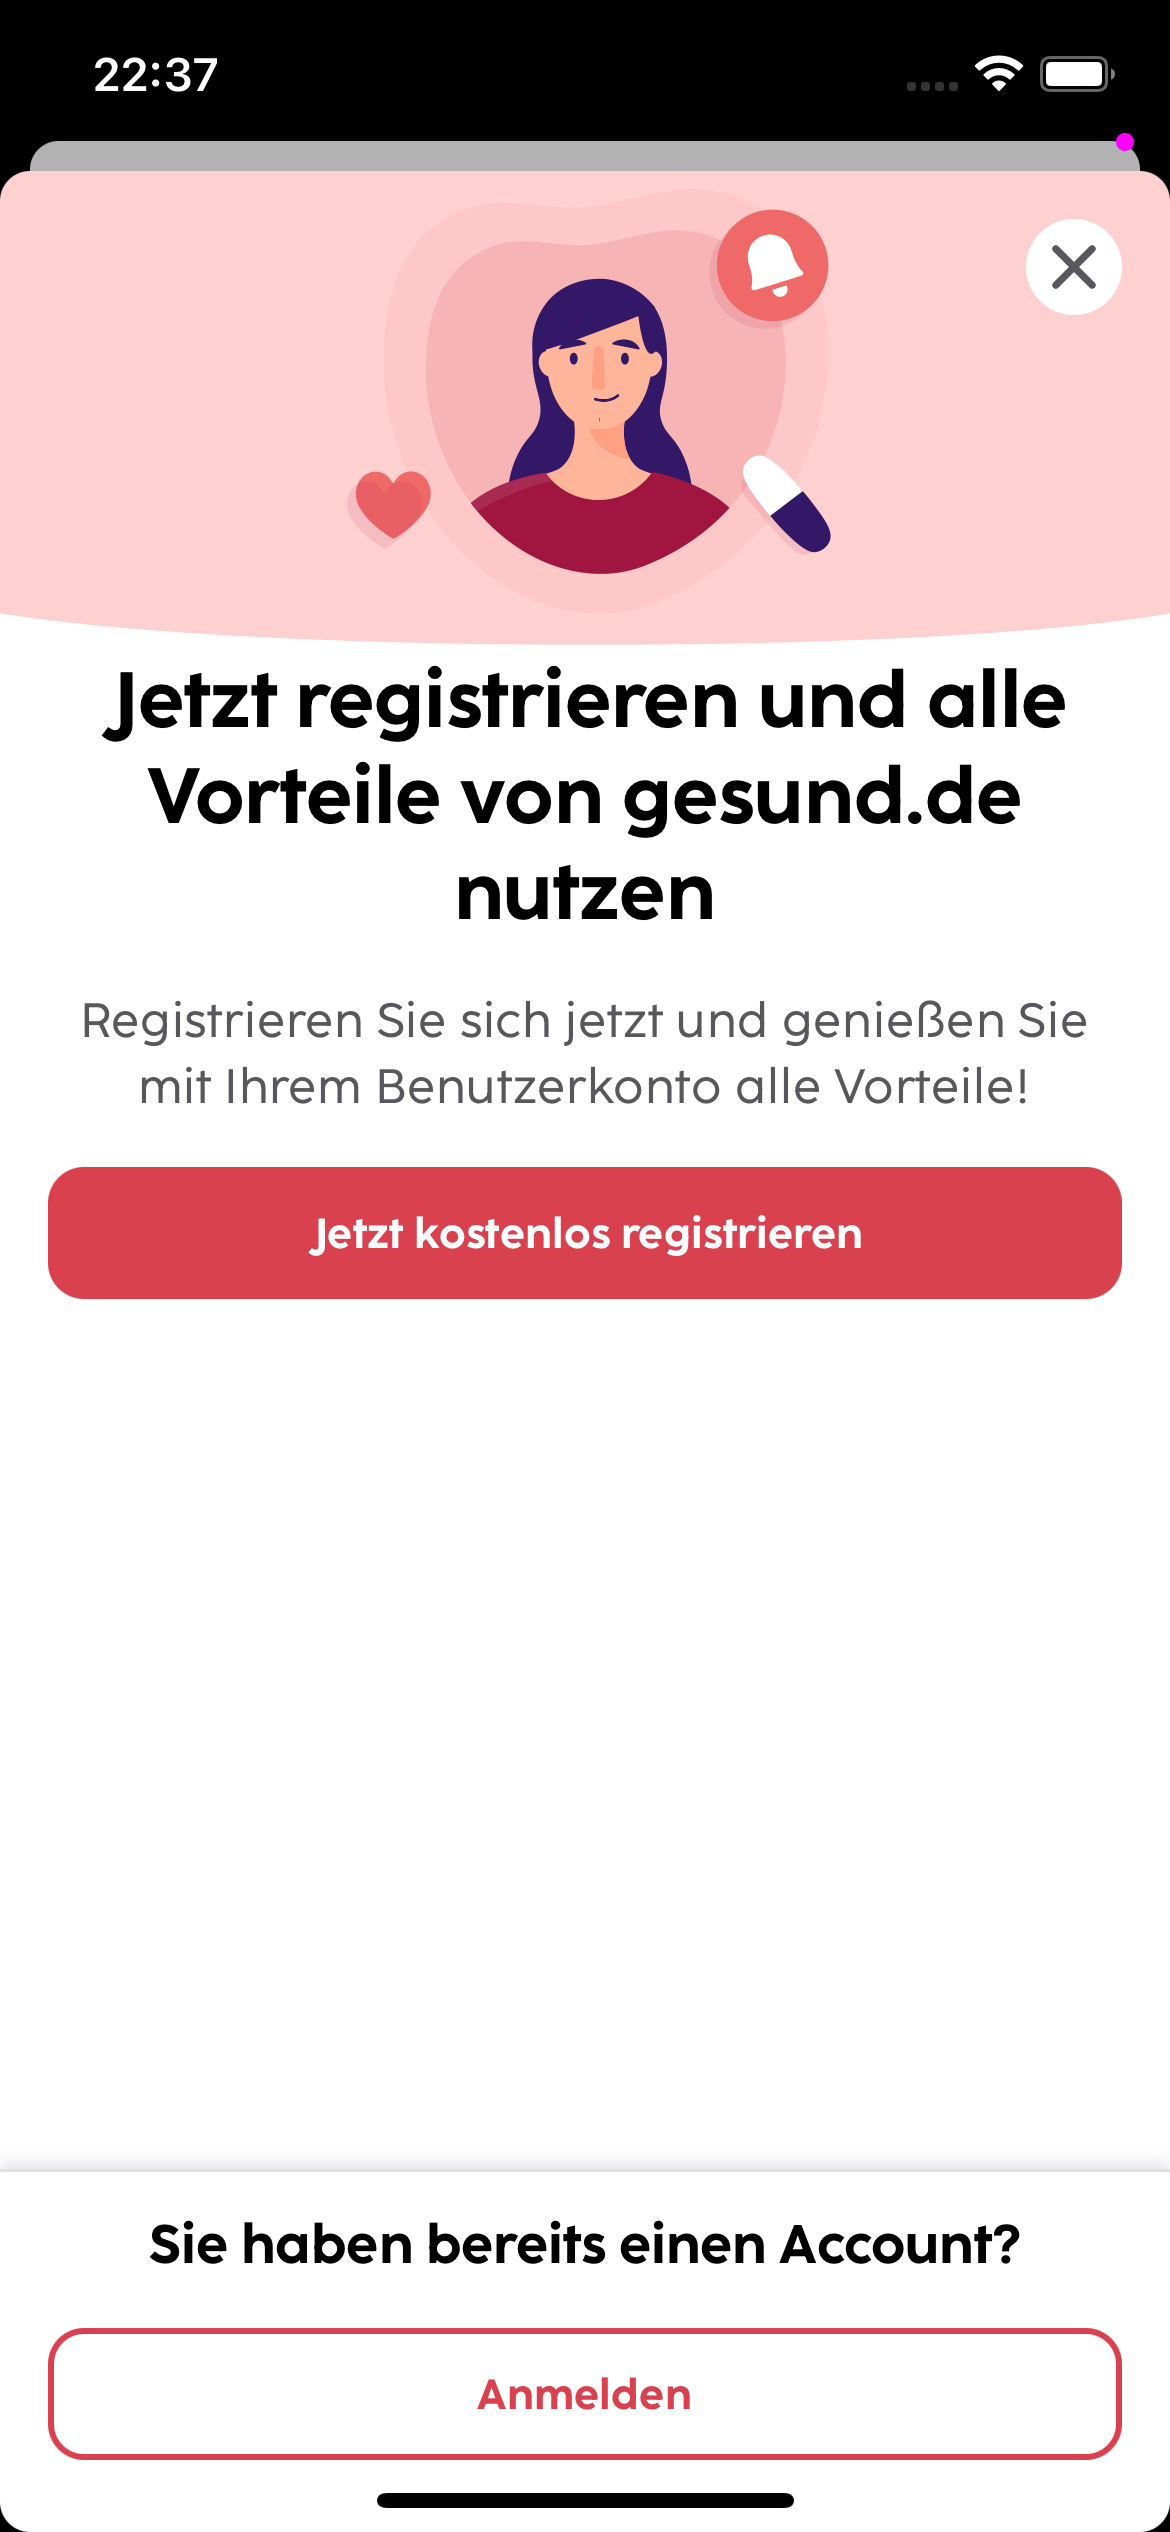 22:37
Jetzt registrieren und alle
Vorteile von gesund.de
nutzen
Registrieren Sie sich jetzt und genießen Sie
mit Ihrem Benutzerkonto alle Vorteile!
Jetzt kostenlos registrieren
Sie haben bereits einen Account?
Anmelden